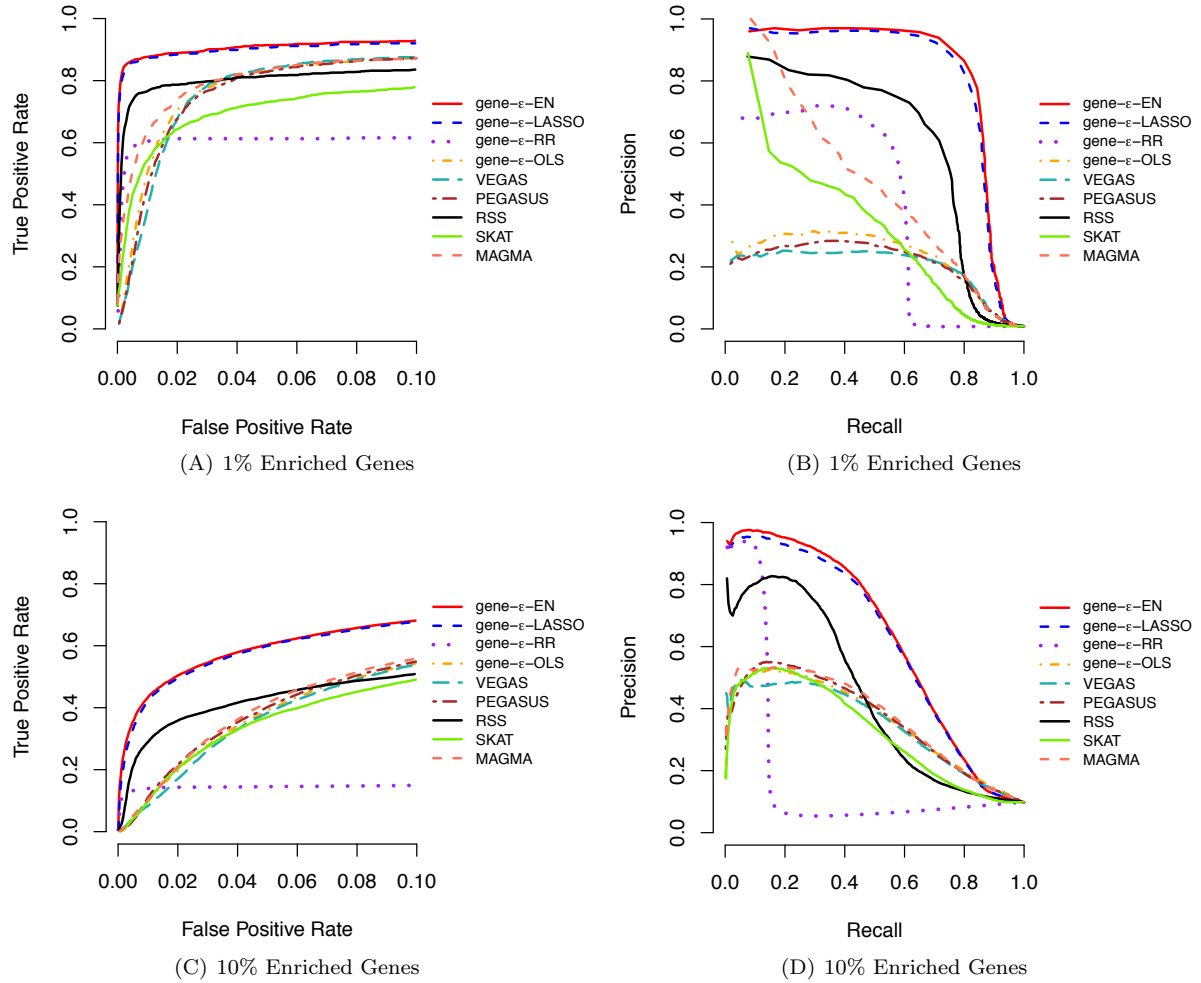 True Positive Rate
0.0 0.2 0.4 0.6 0.8 1.0
0.00 0.02 0.04 0.06 0.08 0.10
False Positive Rate
gene-ε-EN
gene-ε-LASSO
gene-ε-RR
gene-ε-OLS
VEGAS
PEGASUS
RSS
SKAT
MAGMA
(A) 1% Enriched Genes
Precision
0.0 0.2 0.4 0.6 0.8 1.0
0.0 0.2 0.4 0.6 0.8 1.0
Recall
gene-ε-EN
gene-ε-LASSO
gene-ε-RR
gene-ε-OLS
VEGAS
PEGASUS
RSS
SKAT
MAGMA
(B) 1% Enriched Genes
True Positive Rate
0.0 0.2 0.4 0.6 0.8 1.0
0.00 0.02 0.04 0.06 0.08 0.10
False Positive Rate
gene-ε-EN
gene-ε-LASSO
gene-ε-RR
gene-ε-OLS
VEGAS
PEGASUS
RSS
SKAT
MAGMA
(C) 10% Enriched Genes
Precision
0.0 0.2 0.4 0.6 0.8 1.0
0.0 0.2 0.4 0.6 0.8 1.0
Recall
gene-ε-EN
gene-ε-LASSO
gene-ε-RR
gene-ε-OLS
VEGAS
PEGASUS
RSS
SKAT
MAGMA
(D) 10% Enriched Genes